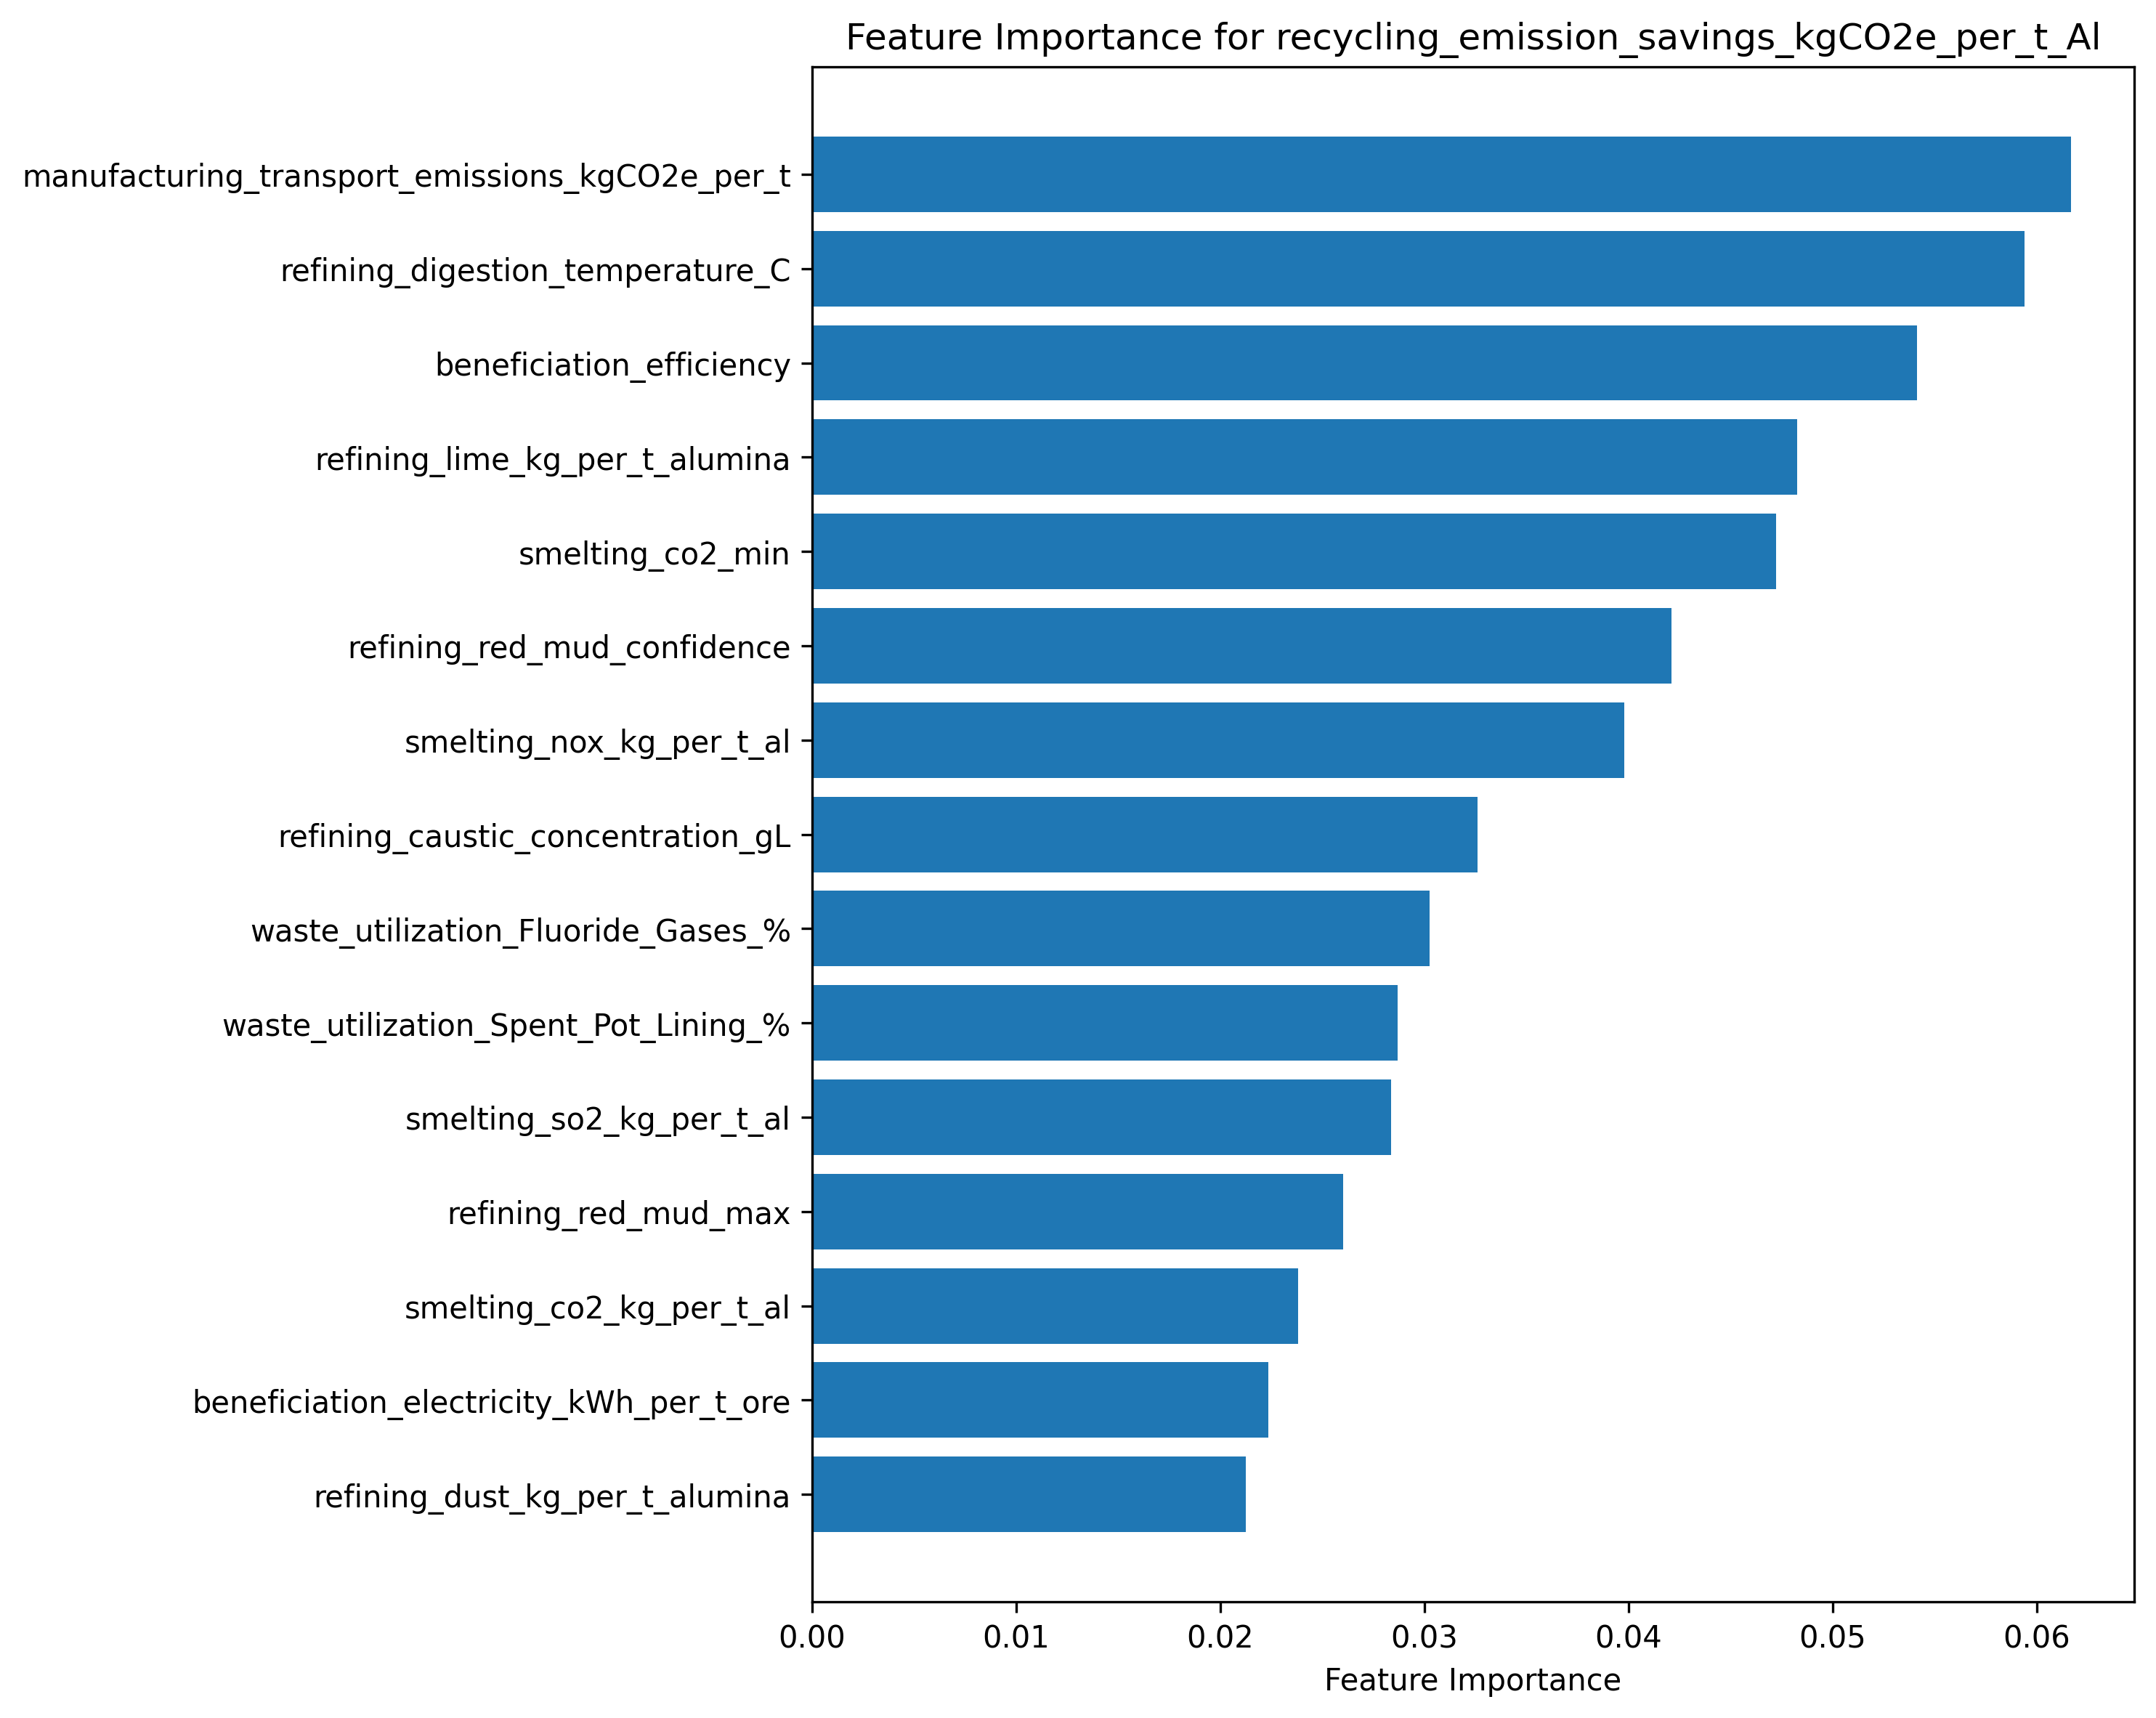 Feature Importance for recycling_emission_savings_kgCO2e_per_t_Al
manufacturing_transport_emissions_kgCO2e_per_t
refining_digestion_temperature_C
beneficiation_efficiency
refining_lime_kg_per_t_alumina
smelting_co2_min
refining_red_mud_confidence
smelting_nox_kg_per_t_al
refining_caustic_concentration_gL
waste_utilization_Fluoride_Gases_%
waste_utilization_Spent_Pot_Lining_%
smelting_so2_kg_per_t_al
refining_red_mud_max
smelting_co2_kg_per_t_al
beneficiation_electricity_kWh_per_t_ore
refining_dust_kg_per_t_alumina
0.00 0.01 0.02 0.03 0.04 0.05 0.06
Feature Importance